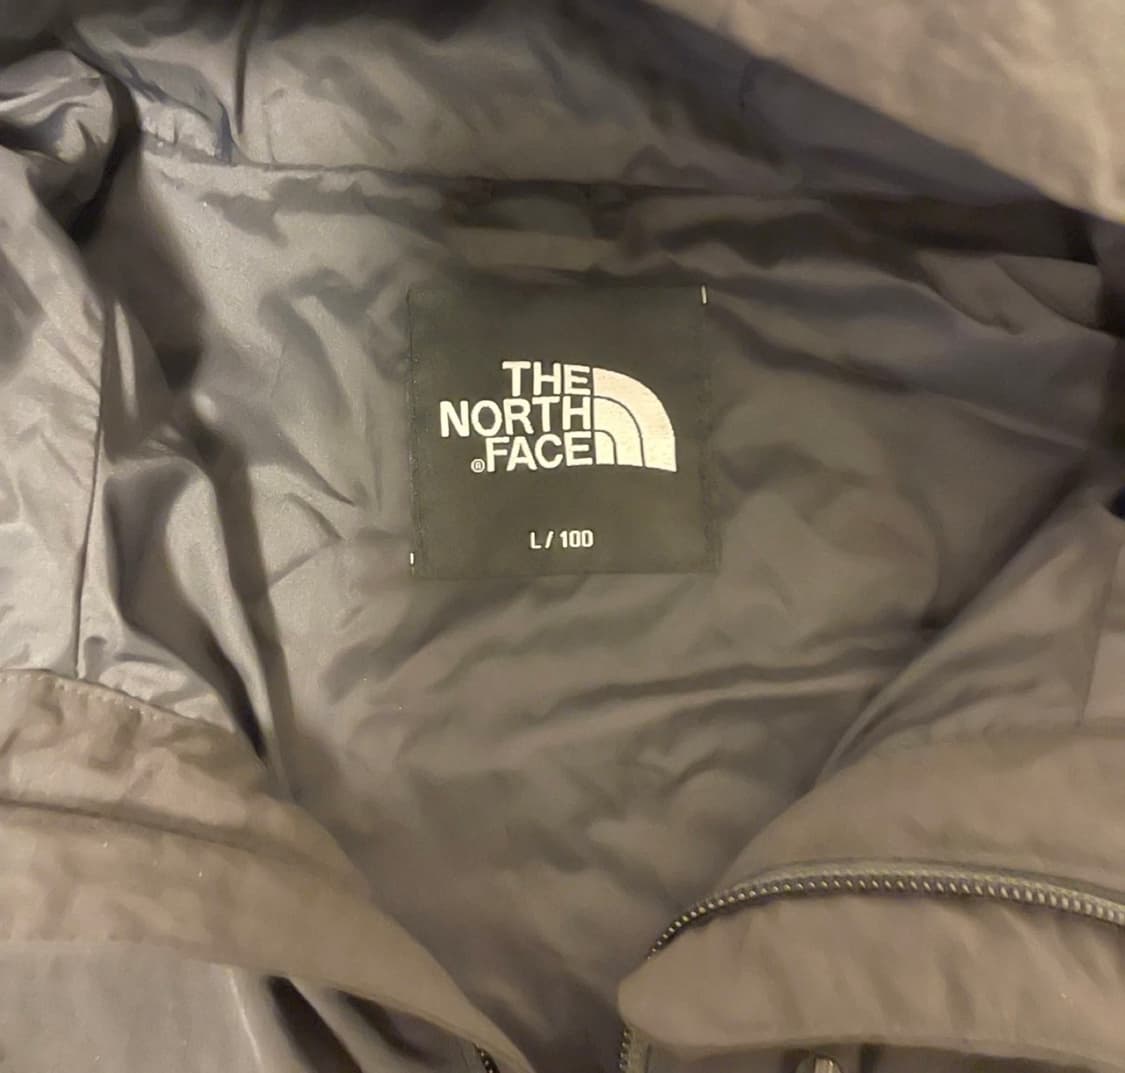 THE
NORTH
®FACE
L / 100